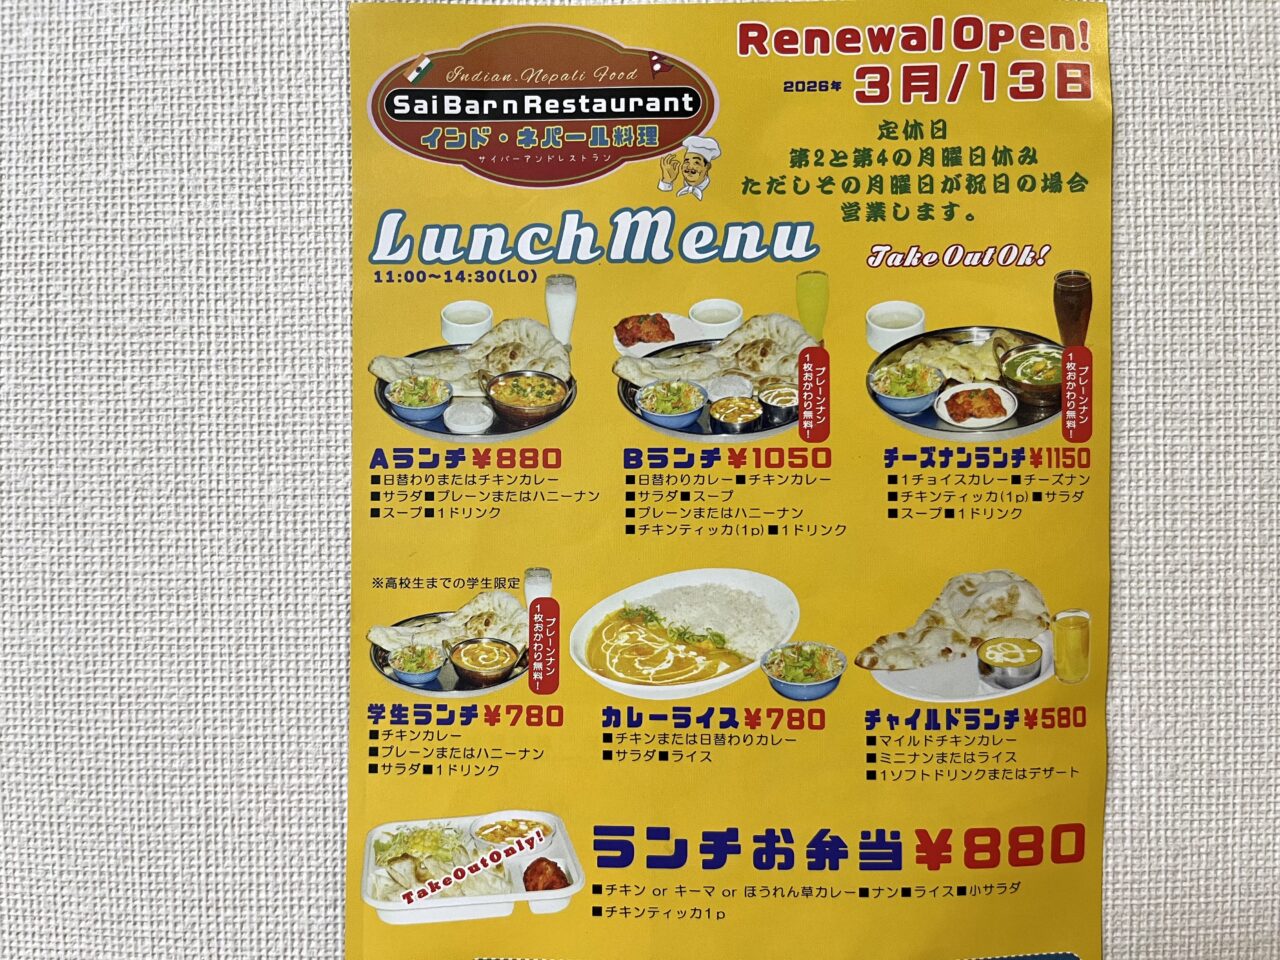 Indian.Nepali Food
SaiBarnRestaurant
インド・ネパール料理
サイバーアンドレストラン
Renewal Open!
2026年 3月/13日
定休日
第2と第4の月曜日休み
ただしその月曜日が祝日の場合
営業します。
Lunch Menu
11:00〜14:30(LO)
Take Out Ok!
Aランチ¥880
■日替わりまたはチキンカレー
■サラダ■プレーンまたはハニーナン
■スープ■1ドリンク
プレーンナン
1枚おかわり無料!
Bランチ¥1050
■日替わりカレー■チキンカレー
■サラダ■スープ
■プレーンまたはハニーナン
■チキンティッカ(1p)■1ドリンク
プレーンナン
1枚おかわり無料!
チーズナンランチ¥1150
■1チョイスカレー■チーズナン
■チキンティッカ(1p)■サラダ
■スープ■1ドリンク
※高校生までの学生限定
プレーンナン
1枚おかわり無料!
学生ランチ¥780
■チキンカレー
■プレーンまたはハニーナン
■サラダ■1ドリンク
カレーライス¥780
■チキンまたは日替わりカレー
■サラダ■ライス
チャイルドランチ¥580
■マイルドチキンカレー
■ミニナンまたはライス
■1ソフトドリンクまたはデザート
TakeOutOnly!
ランチお弁当¥880
■チキン or キーマ or ほうれん草カレー■ナン■ライス■小サラダ
■チキンティッカ1p